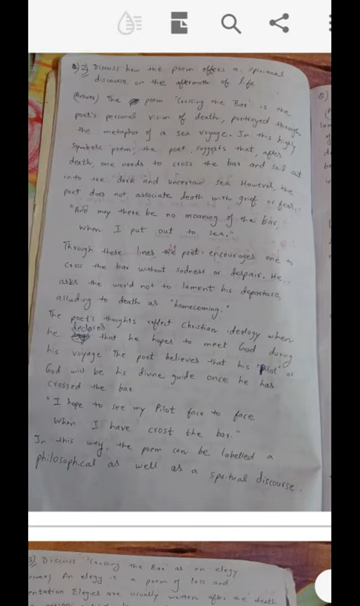 Q)2) Discuss how the poem offers a spiritual
discourse on the aftermath of life
Answer) The poem 'Crossing the Bar' is the
poet's personal vision of death, portrayed through
the metaphor of a sea voyage. In this highly
symbolic poem, the poet suggests that, after
death, one needs to cross the bar and sail out
into the dark and uncertain sea. However, the
poet does not associate death with grief or fear.
"And may there be no meaning of the bar
When I put out to sea,"
Through these lines the poet encourages one to
cross the bar without sadness or despair. He
asks the world not to lament his departure,
alluding to death as "homecoming."
The poet's thoughts reflect Christian ideology when
he declares that he hopes to meet God during
his voyage. The poet believes that his 'Pilot' or
God will be his divine guide once he has
crossed the bar
"I hope to see my Pilot face to face
When I have crost the bar."
In this way, the poem can be labelled a
philosophical as well as a spiritual discourse.
3) Discuss 'Crossing the Bar as an elegy
Answer) An elegy is a poem of loss and
Elegies are usually written after the death